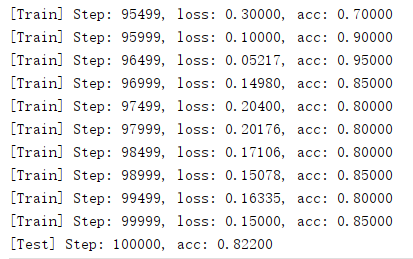 [Train] Step: 95499, loss: 0.30000, acc: 0.70000
[Train] Step: 95999, loss: 0.10000, acc: 0.90000
[Train] Step: 96499, loss: 0.05217, acc: 0.95000
[Train] Step: 96999, loss: 0.14980, acc: 0.85000
[Train] Step: 97499, loss: 0.20400, acc: 0.80000
[Train] Step: 97999, loss: 0.20176, acc: 0.80000
[Train] Step: 98499, loss: 0.17106, acc: 0.80000
[Train] Step: 98999, loss: 0.15078, acc: 0.85000
[Train] Step: 99499, loss: 0.16335, acc: 0.80000
[Train] Step: 99999, loss: 0.15000, acc: 0.85000
[Test] Step: 100000, acc: 0.82200